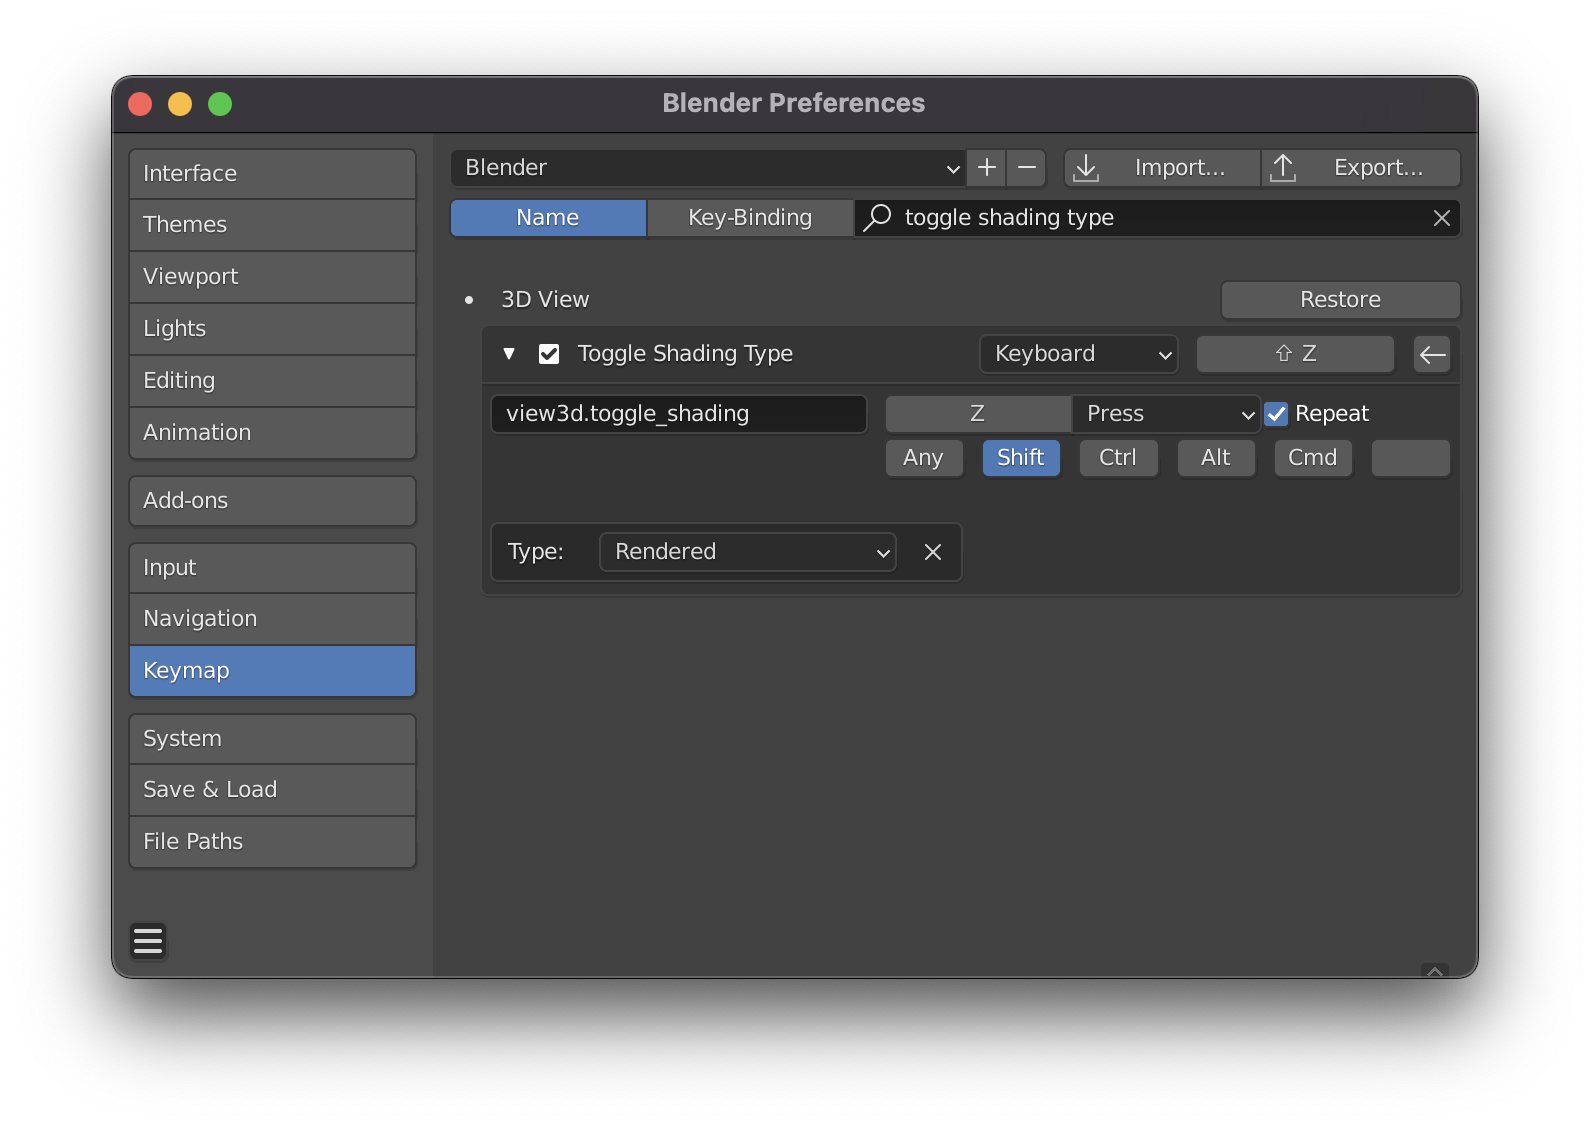 Blender Preferences
Interface
Themes
Viewport
Lights
Editing
Animation
Add-ons
Input
Navigation
Keymap
System
Save & Load
File Paths
Blender
Import...
Export...
Name
Key-Binding
toggle shading type
3D View
Restore
Toggle Shading Type
Keyboard
⇧ Z
view3d.toggle_shading
Z
Press
Repeat
Any
Shift
Ctrl
Alt
Cmd
Type:
Rendered